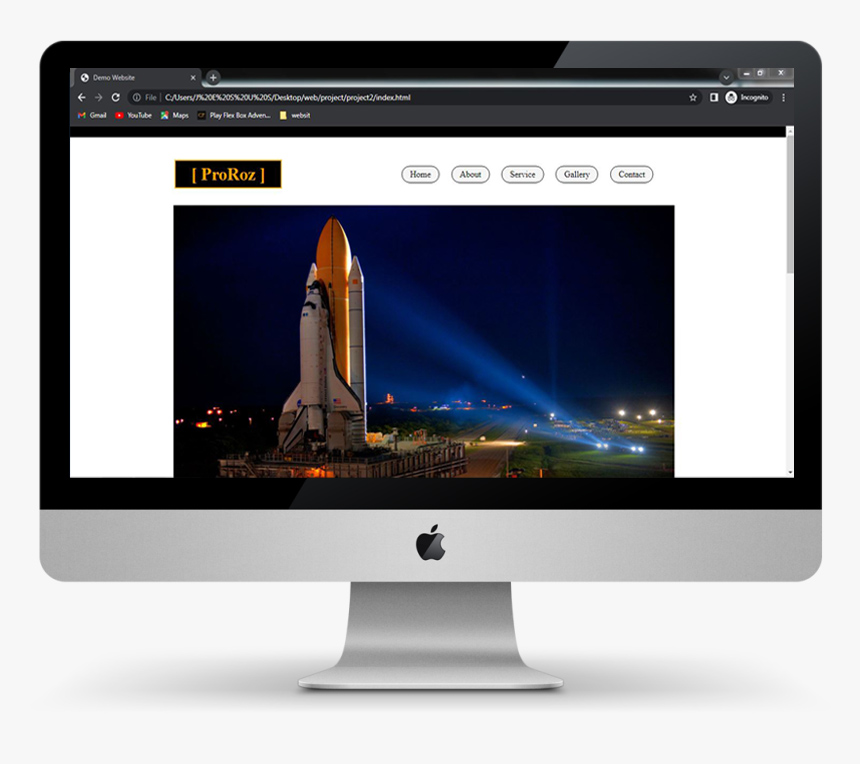 Demo Website
File C:/Users/J%20E%20S%20U%20S/Desktop/web/project/project2/index.html Incognito
Gmail YouTube Maps Play Flex Box Adven... websit
[ ProRoz ] Home About Service Gallery Contact